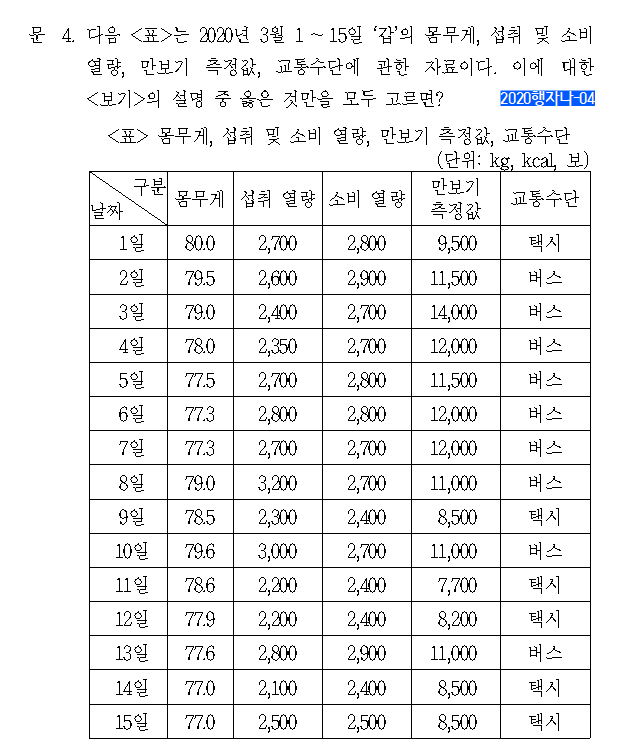 문 4. 다음 <표>는 2020년 3월 1 ~ 15일 ‘갑’의 몸무게, 섭취 및 소비
열량, 만보기 측정값, 교통수단에 관한 자료이다. 이에 대한
<보기>의 설명 중 옳은 것만을 모두 고르면? 2020행자나-04
<표> 몸무게, 섭취 및 소비 열량, 만보기 측정값, 교통수단
(단위: kg, kcal, 보)
구분 날짜 몸무게 섭취 열량 소비 열량 만보기 측정값 교통수단
1일 80.0 2,700 2,800 9,500 택시
2일 79.5 2,600 2,900 11,500 버스
3일 79.0 2,400 2,700 14,000 버스
4일 78.0 2,350 2,700 12,000 버스
5일 77.5 2,700 2,800 11,500 버스
6일 77.3 2,800 2,800 12,000 버스
7일 77.3 2,700 2,700 12,000 버스
8일 79.0 3,200 2,700 11,000 버스
9일 78.5 2,300 2,400 8,500 택시
10일 79.6 3,000 2,700 11,000 버스
11일 78.6 2,200 2,400 7,700 택시
12일 77.9 2,200 2,400 8,200 택시
13일 77.6 2,800 2,900 11,000 버스
14일 77.0 2,100 2,400 8,500 택시
15일 77.0 2,500 2,500 8,500 택시